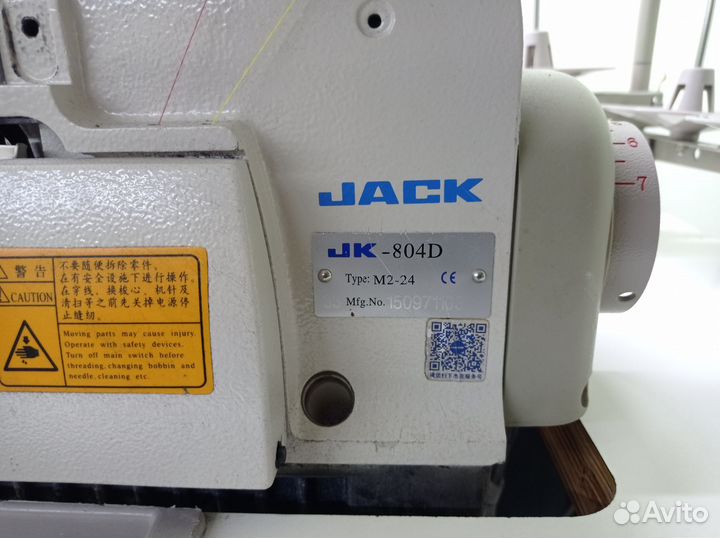 JACK
JK-804D
Type: M2-24 CE
Mfg.No.
6
7
警告
CAUTION
不要随便拆除零件。
在有安全设施下进行操作,
在穿线、换梭心、机针及
清扫等之前先关掉电源停
止缝纫。
Moving parts may cause injury.
Operate with safety devices.
Turn off main switch before
threading,changing bobbin and
needle,cleaning etc.
Avito